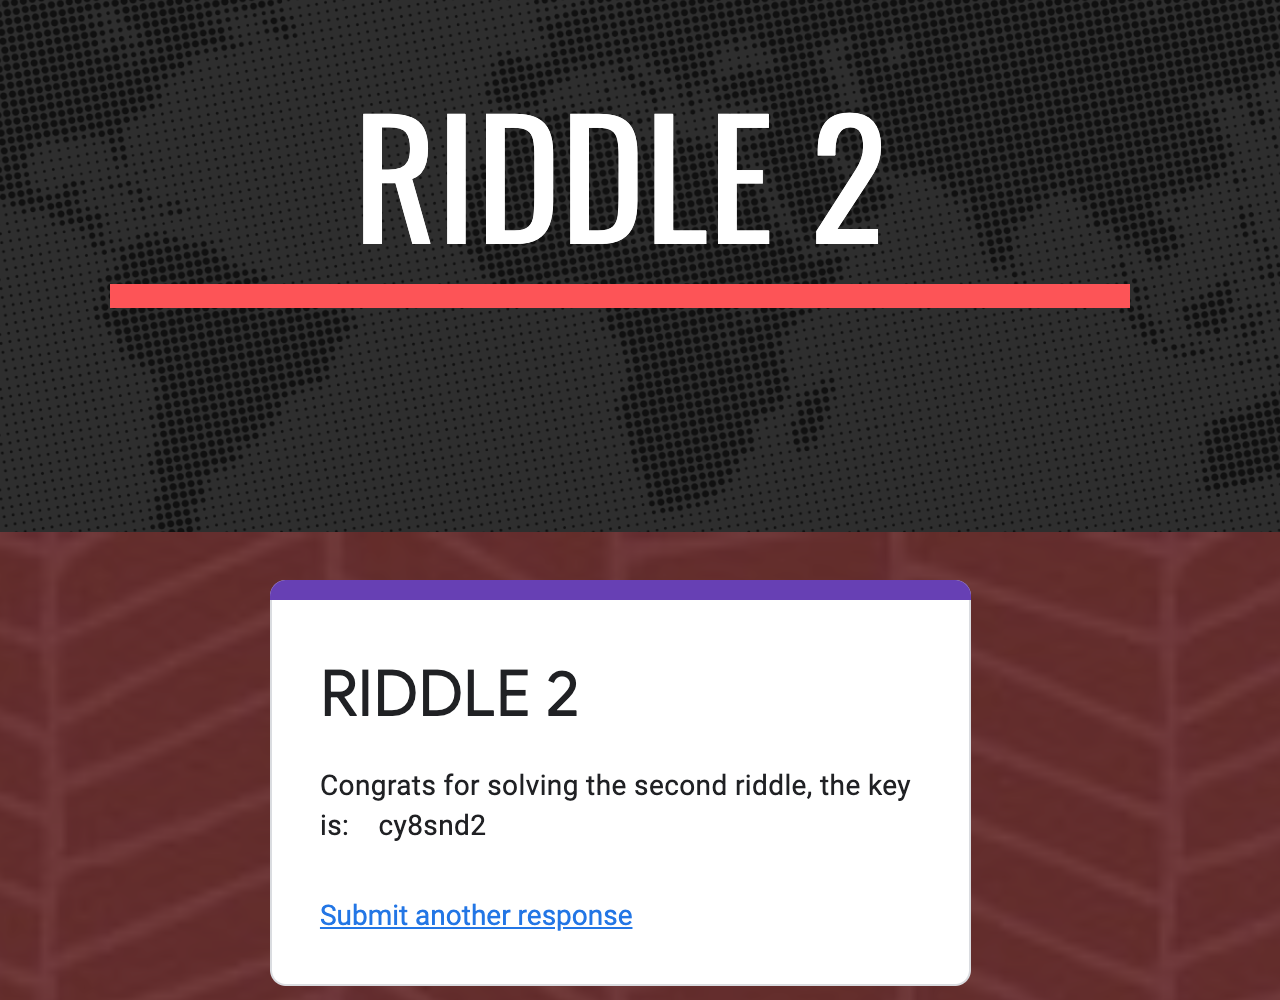 RIDDLE 2
RIDDLE 2
Congrats for solving the second riddle, the key
is: cy8snd2
Submit another response